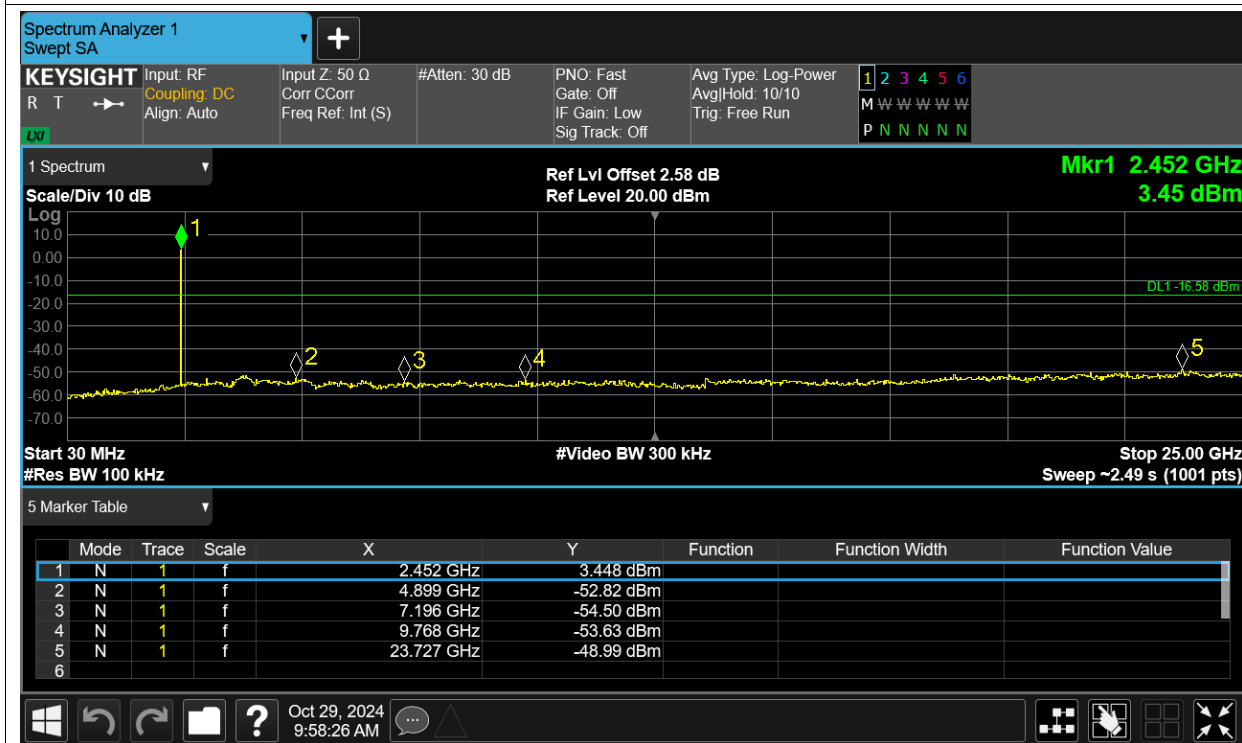 Spectrum Analyzer 1
Swept SA
+
KEYSIGHT
R T
LXI
Input: RF
Coupling: DC
Align: Auto
Input Z: 50 Ω
Corr CCorr
Freq Ref: Int (S)
#Atten: 30 dB
PNO: Fast
Gate: Off
IF Gain: Low
Sig Track: Off
Avg Type: Log-Power
Avg|Hold: 10/10
Trig: Free Run
1 2 3 4 5 6
M W W W W W
P N N N N N
1 Spectrum
Scale/Div 10 dB
Ref Lvl Offset 2.58 dB
Ref Level 20.00 dBm
Mkr1 2.452 GHz
3.45 dBm
Log
10.0
0.00
-10.0
-20.0
-30.0
-40.0
-50.0
-60.0
-70.0
1
2
3
4
5
DL1 -16.58 dBm
Start 30 MHz
#Res BW 100 kHz
#Video BW 300 kHz
Stop 25.00 GHz
Sweep ~2.49 s (1001 pts)
5 Marker Table
Mode Trace Scale X Y Function Function Width Function Value
1 N 1 f 2.452 GHz 3.448 dBm
2 N 1 f 4.899 GHz -52.82 dBm
3 N 1 f 7.196 GHz -54.50 dBm
4 N 1 f 9.768 GHz -53.63 dBm
5 N 1 f 23.727 GHz -48.99 dBm
6
?
Oct 29, 2024
9:58:26 AM